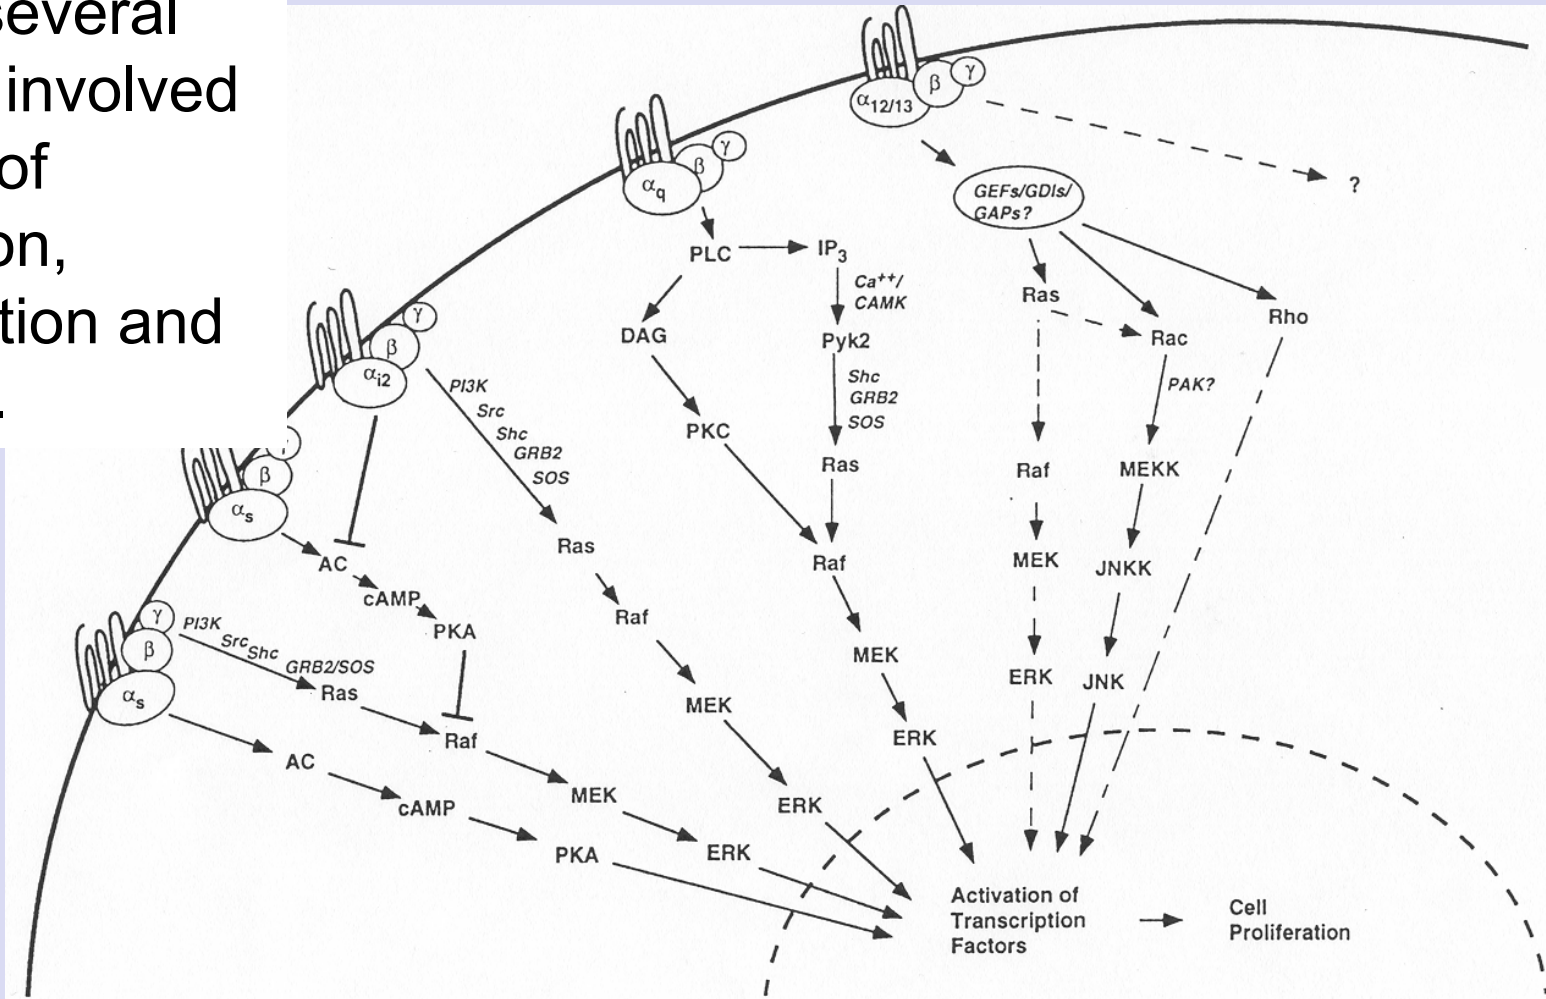 several
involved
of
on,
tion and
.
γ
β
α12/13
?
GEFs/GDIs/
GAPs?
γ
β
αq
PLC
IP3
Ca++/
CAMK
Ras
Rho
DAG
Pyk2
Rac
γ
β
αi2
PI3K
Src
Shc
GRB2
SOS
Shc
GRB2
SOS
PAK?
PKC
Ras
Raf
MEKK
γ
β
αs
AC
cAMP
PKA
Ras
Raf
MEK
JNKK
Raf
MEK
ERK
JNK
γ
β
αs
PI3K
Src
Shc
GRB2/SOS
Ras
Raf
MEK
ERK
AC
cAMP
PKA
MEK
ERK
ERK
Activation of
Transcription
Factors
Cell
Proliferation